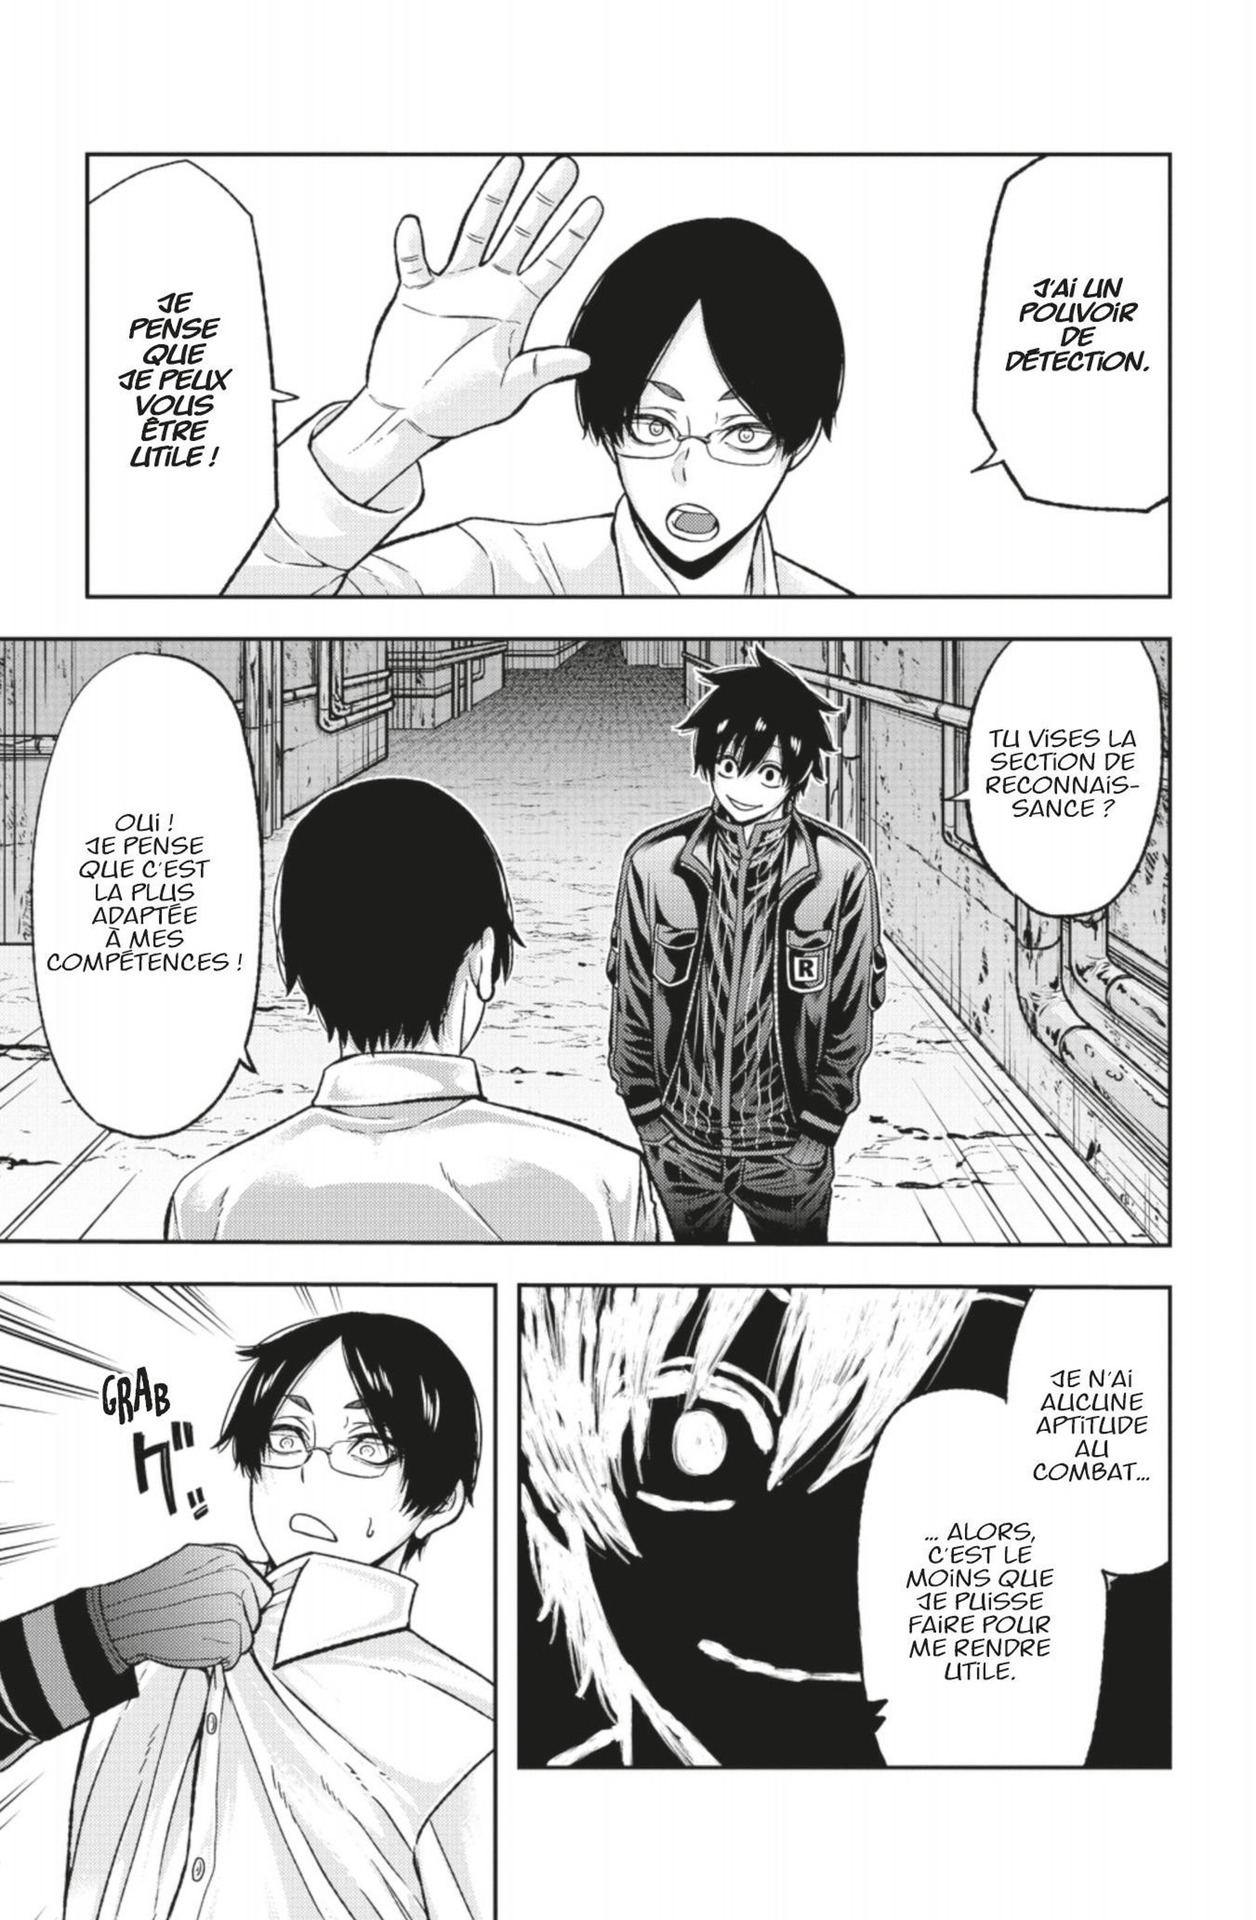 J'AI UN
POUVOIR
DE
DÉTECTION.
JE
PENSE
QUE
JE PEUX
VOUS
ÊTRE
UTILE !
TU VISES LA
SECTION DE
RECONNAIS-
SANCE ?
R
OUI !
JE PENSE
QUE C'EST
LA PLUS
ADAPTÉE
À MES
COMPÉTENCES !
JE N'AI
AUCUNE
APTITUDE
AU
COMBAT...
... ALORS,
C'EST LE
MOINS QUE
JE PUISSE
FAIRE POUR
ME RENDRE
UTILE.
GRAB
グ"!!